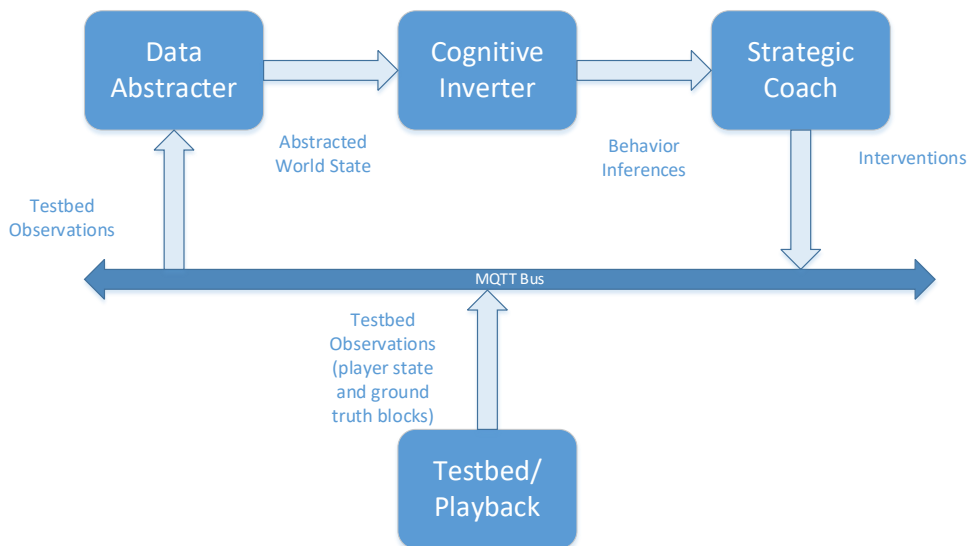 Data
Abstracter
Cognitive
Inverter
Strategic
Coach
Abstracted
World State
Behavior
Inferences
Interventions
Testbed
Observations
MQTT Bus
Testbed
Observations
(player state
and ground
truth blocks)
Testbed/
Playback